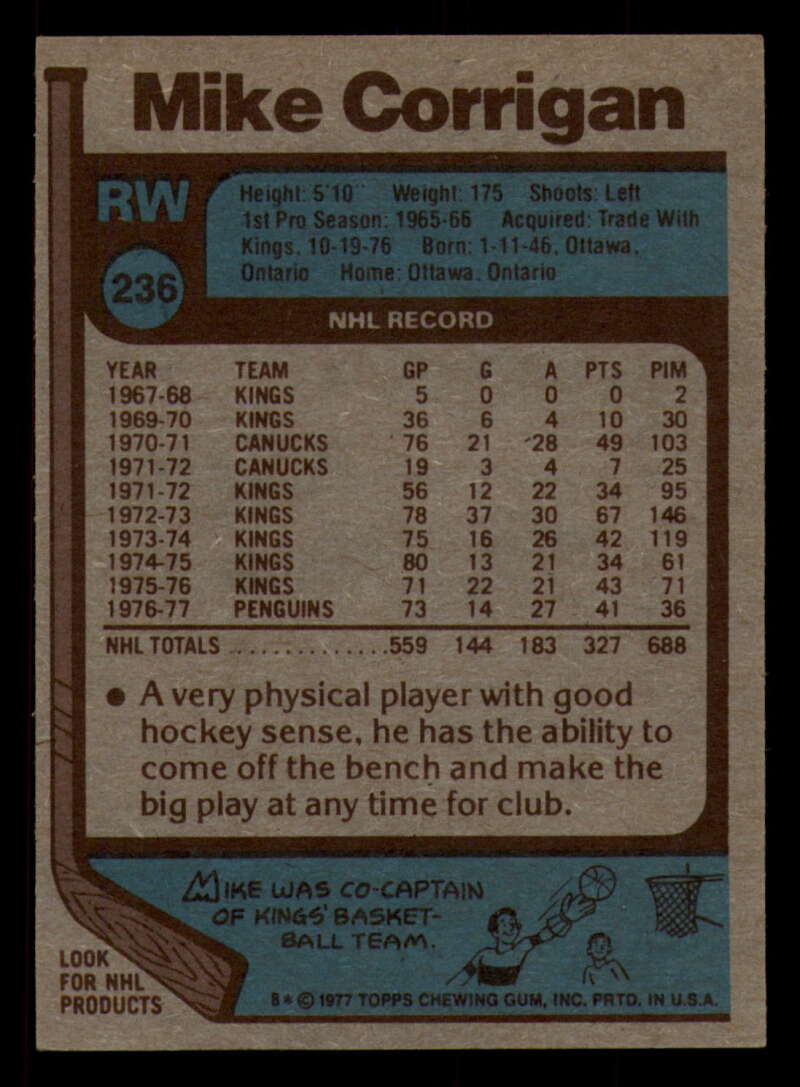 Mike Corrigan
RW
236
Height: 5'10" Weight: 175 Shoots: Left
1st Pro Season: 1965-66 Acquired: Trade With
Kings, 10-19-76 Born: 1-11-46, Ottawa,
Ontario Home: Ottawa, Ontario
NHL RECORD
YEAR TEAM GP G A PTS PIM
1967-68 KINGS 5 0 0 0 2
1969-70 KINGS 36 6 4 10 30
1970-71 CANUCKS 76 21 28 49 103
1971-72 CANUCKS 19 3 4 7 25
1971-72 KINGS 56 12 22 34 95
1972-73 KINGS 78 37 30 67 146
1973-74 KINGS 75 16 26 42 119
1974-75 KINGS 80 13 21 34 61
1975-76 KINGS 71 22 21 43 71
1976-77 PENGUINS 73 14 27 41 36
NHL TOTALS ..............559 144 183 327 688
● A very physical player with good
hockey sense, he has the ability to
come off the bench and make the
big play at any time for club.
MIKE WAS CO-CAPTAIN
OF KINGS' BASKET-
BALL TEAM.
LOOK
FOR NHL
PRODUCTS
B* © 1977 TOPPS CHEWING GUM, INC. PRTD. IN U.S.A.